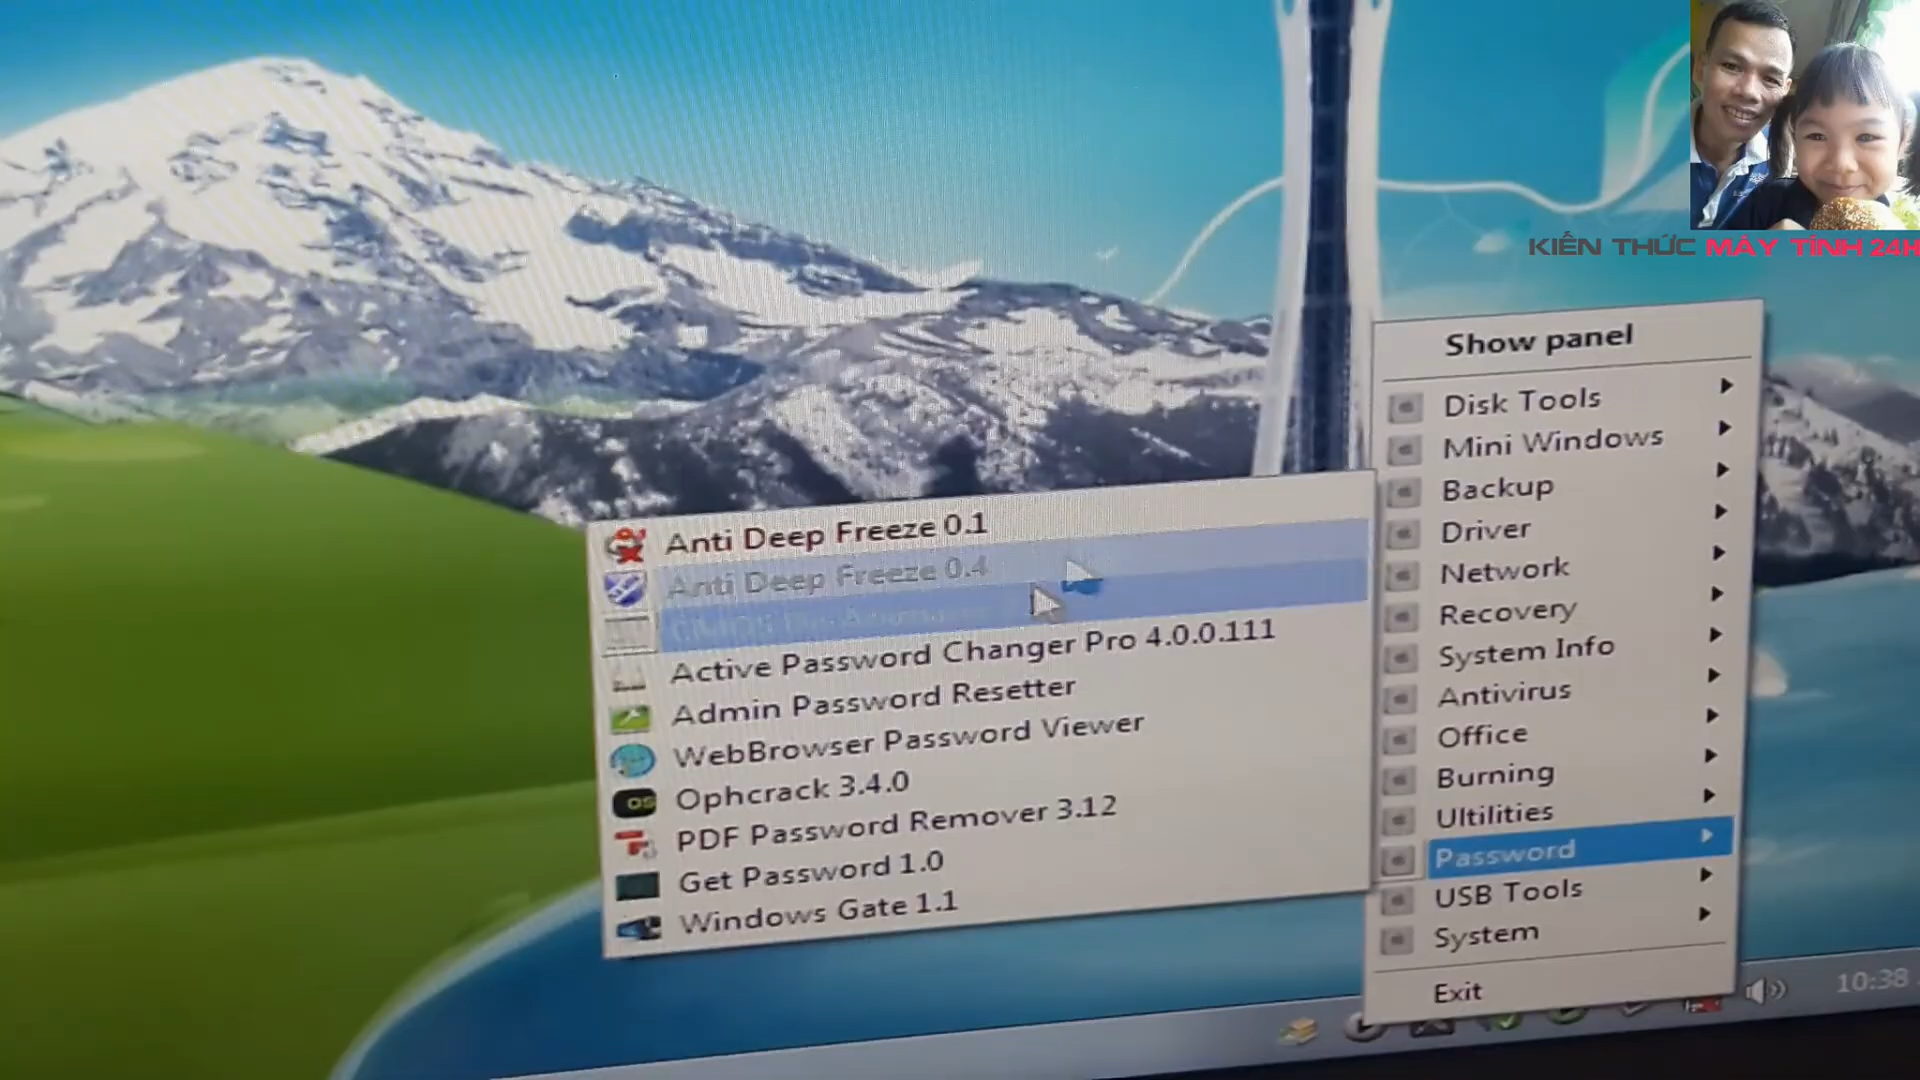 KIẾN THỨC MÁY TÍNH 24H
Show panel
Disk Tools
Mini Windows
Backup
Driver
Network
Recovery
System Info
Antivirus
Office
Burning
Ultilities
Password
USB Tools
System
Exit
Anti Deep Freeze 0.1
Anti Deep Freeze 0.4
CMOS
Active Password Changer Pro 4.0.0.111
Admin Password Resetter
WebBrowser Password Viewer
Ophcrack 3.4.0
PDF Password Remover 3.12
Get Password 1.0
Windows Gate 1.1
10:38